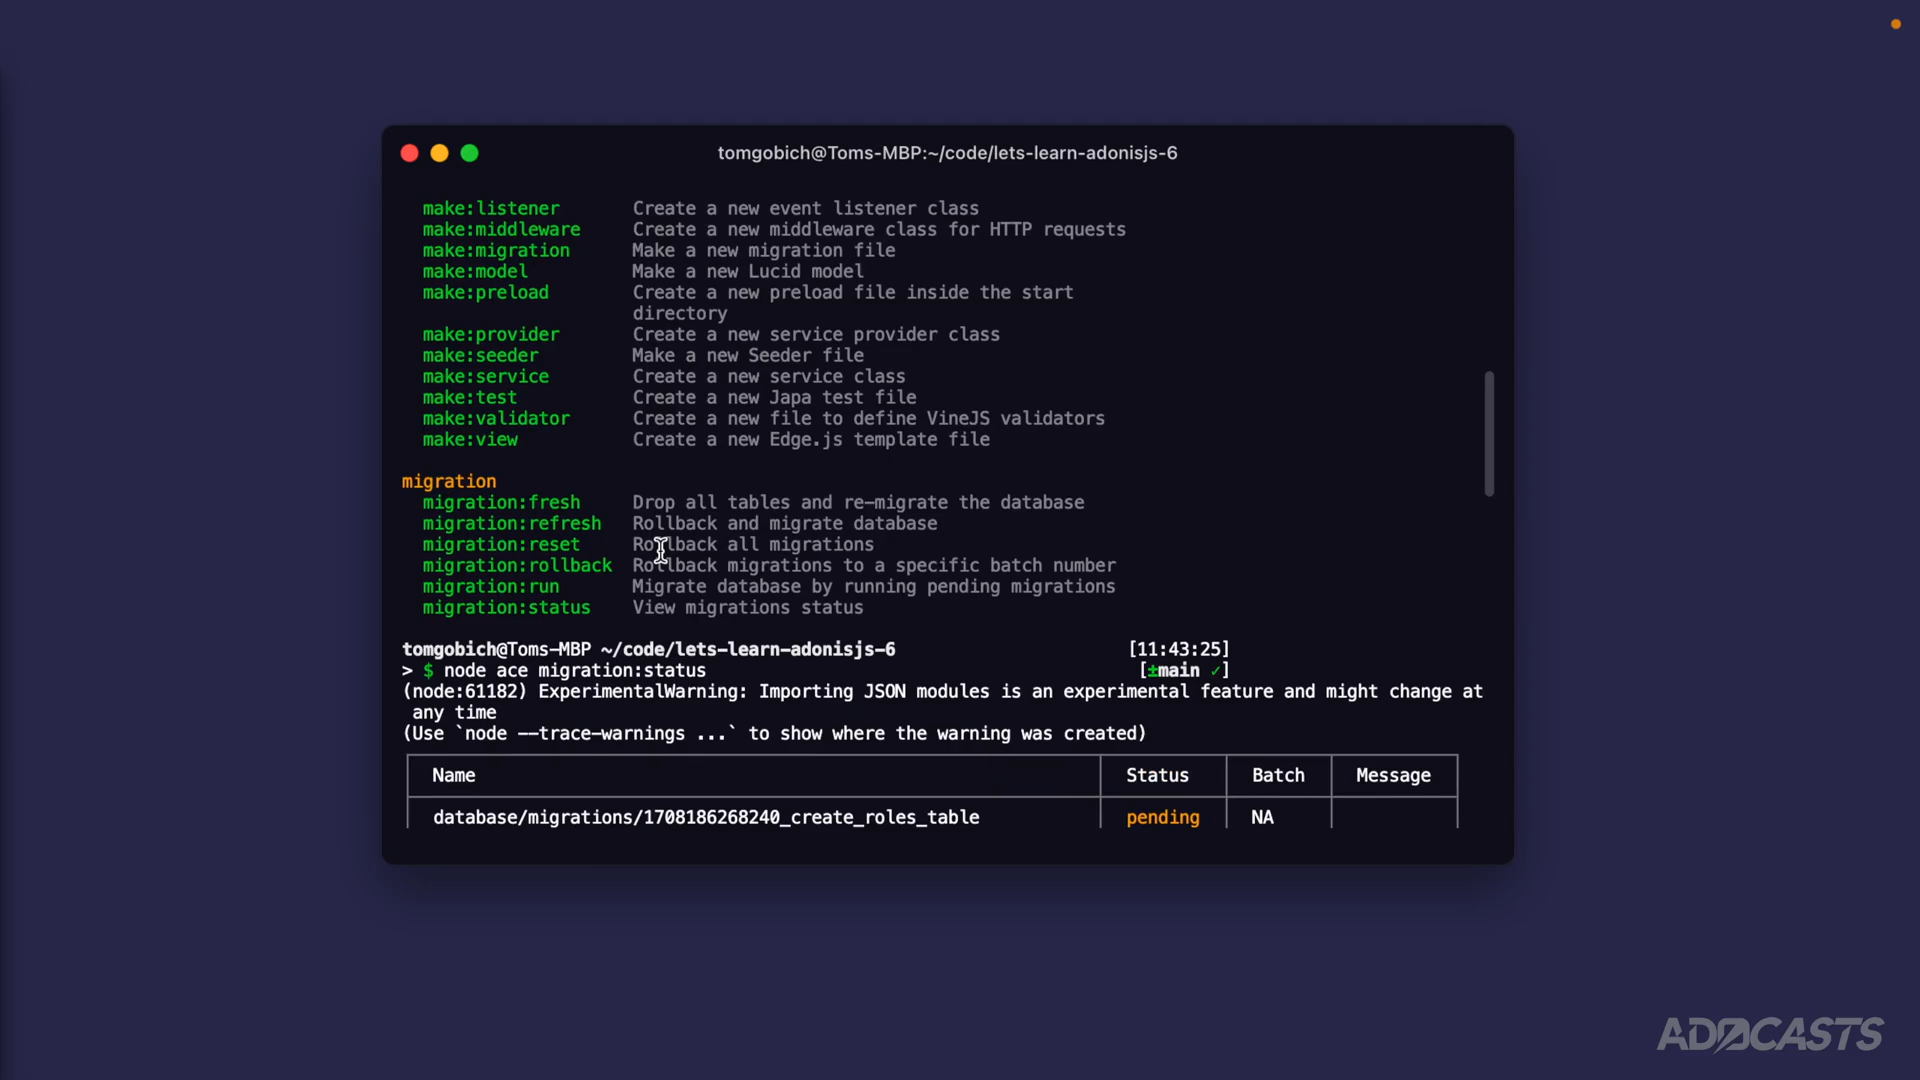 tomgobich@Toms-MBP:~/code/lets-learn-adonisjs-6
make:listener Create a new event listener class
make:middleware Create a new middleware class for HTTP requests
make:migration Make a new migration file
make:model Make a new Lucid model
make:preload Create a new preload file inside the start
directory
make:provider Create a new service provider class
make:seeder Make a new Seeder file
make:service Create a new service class
make:test Create a new Japa test file
make:validator Create a new file to define VineJS validators
make:view Create a new Edge.js template file
migration
migration:fresh Drop all tables and re-migrate the database
migration:refresh Rollback and migrate database
migration:reset Rollback all migrations
migration:rollback Rollback migrations to a specific batch number
migration:run Migrate database by running pending migrations
migration:status View migrations status
tomgobich@Toms-MBP ~/code/lets-learn-adonisjs-6 [11:43:25]
> $ node ace migration:status [±main ✓]
(node:61182) ExperimentalWarning: Importing JSON modules is an experimental feature and might change at
any time
(Use `node --trace-warnings ...` to show where the warning was created)
Name Status Batch Message
database/migrations/1708186268240_create_roles_table pending NA
ADOCASTS